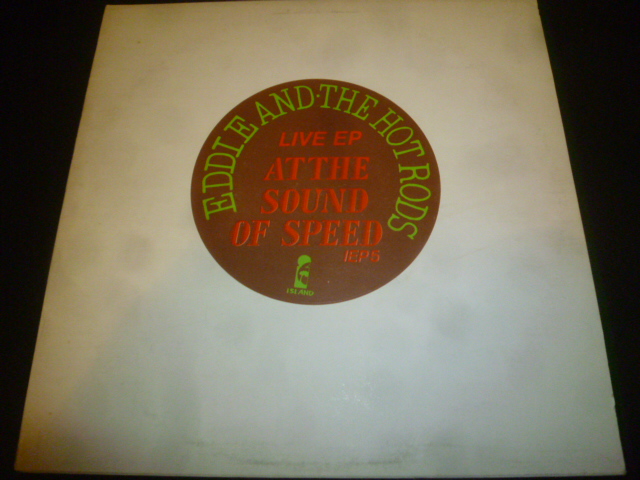 EDDIE AND·THE HOT RODS
LIVE EP
AT THE
SOUND
OF SPEED
IEP.5
ISLAND